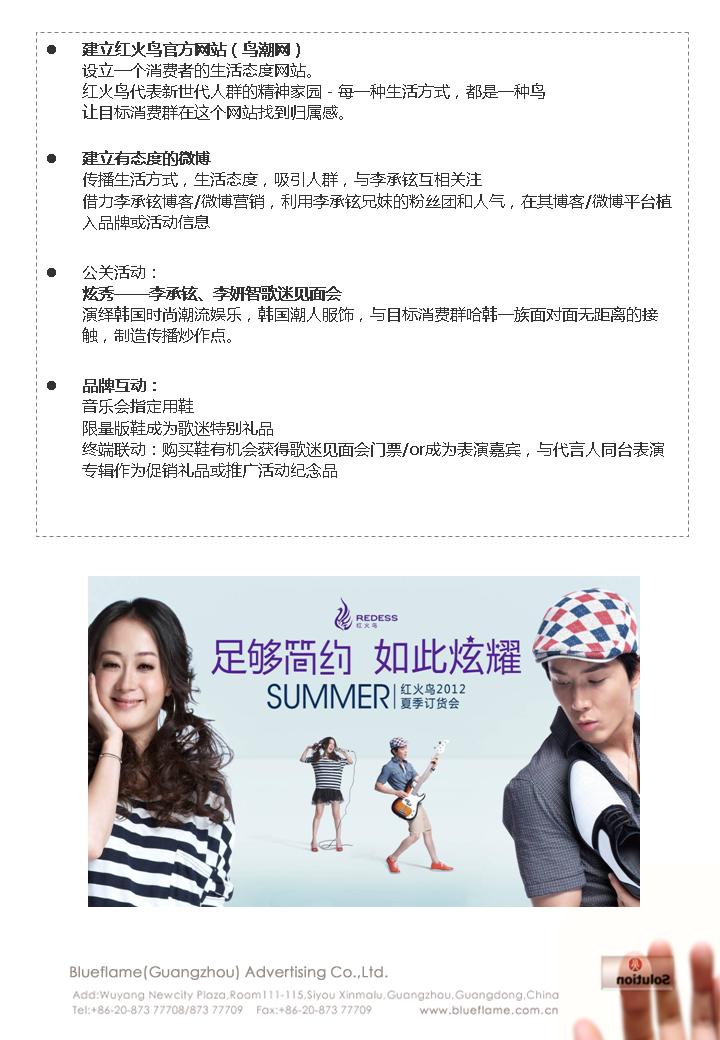 ● 建立红火鸟官方网站（鸟潮网）
设立一个消费者的生活态度网站。
红火鸟代表新世代人群的精神家园 - 每一种生活方式，都是一种鸟
让目标消费群在这个网站找到归属感。
● 建立有态度的微博
传播生活方式，生活态度，吸引人群，与李承铉互相关注
借力李承铉博客/微博营销，利用李承铉兄妹的粉丝团和人气，在其博客/微博平台植
入品牌或活动信息
● 公关活动：
炫秀——李承铉、李妍智歌迷见面会
演绎韩国时尚潮流娱乐，韩国潮人服饰，与目标消费群哈韩一族面对面无距离的接
触，制造传播炒作点。
● 品牌互动：
音乐会指定用鞋
限量版鞋成为歌迷特别礼品
终端联动：购买鞋有机会获得歌迷见面会门票/or成为表演嘉宾，与代言人同台表演
专辑作为促销礼品或推广活动纪念品
REDESS
红火鸟
足够简约 如此炫耀
SUMMER
红火鸟2012
夏季订货会
Blueflame(Guangzhou) Advertising Co.,Ltd.
Add:Wuyang Newcity Plaza,Room111-115,Siyou Xinmalu,Guangzhou,Guangdong,China
Tel:+86-20-873 77708/873 77709 Fax:+86-20-873 77709 www.blueflame.com.cn
Solution